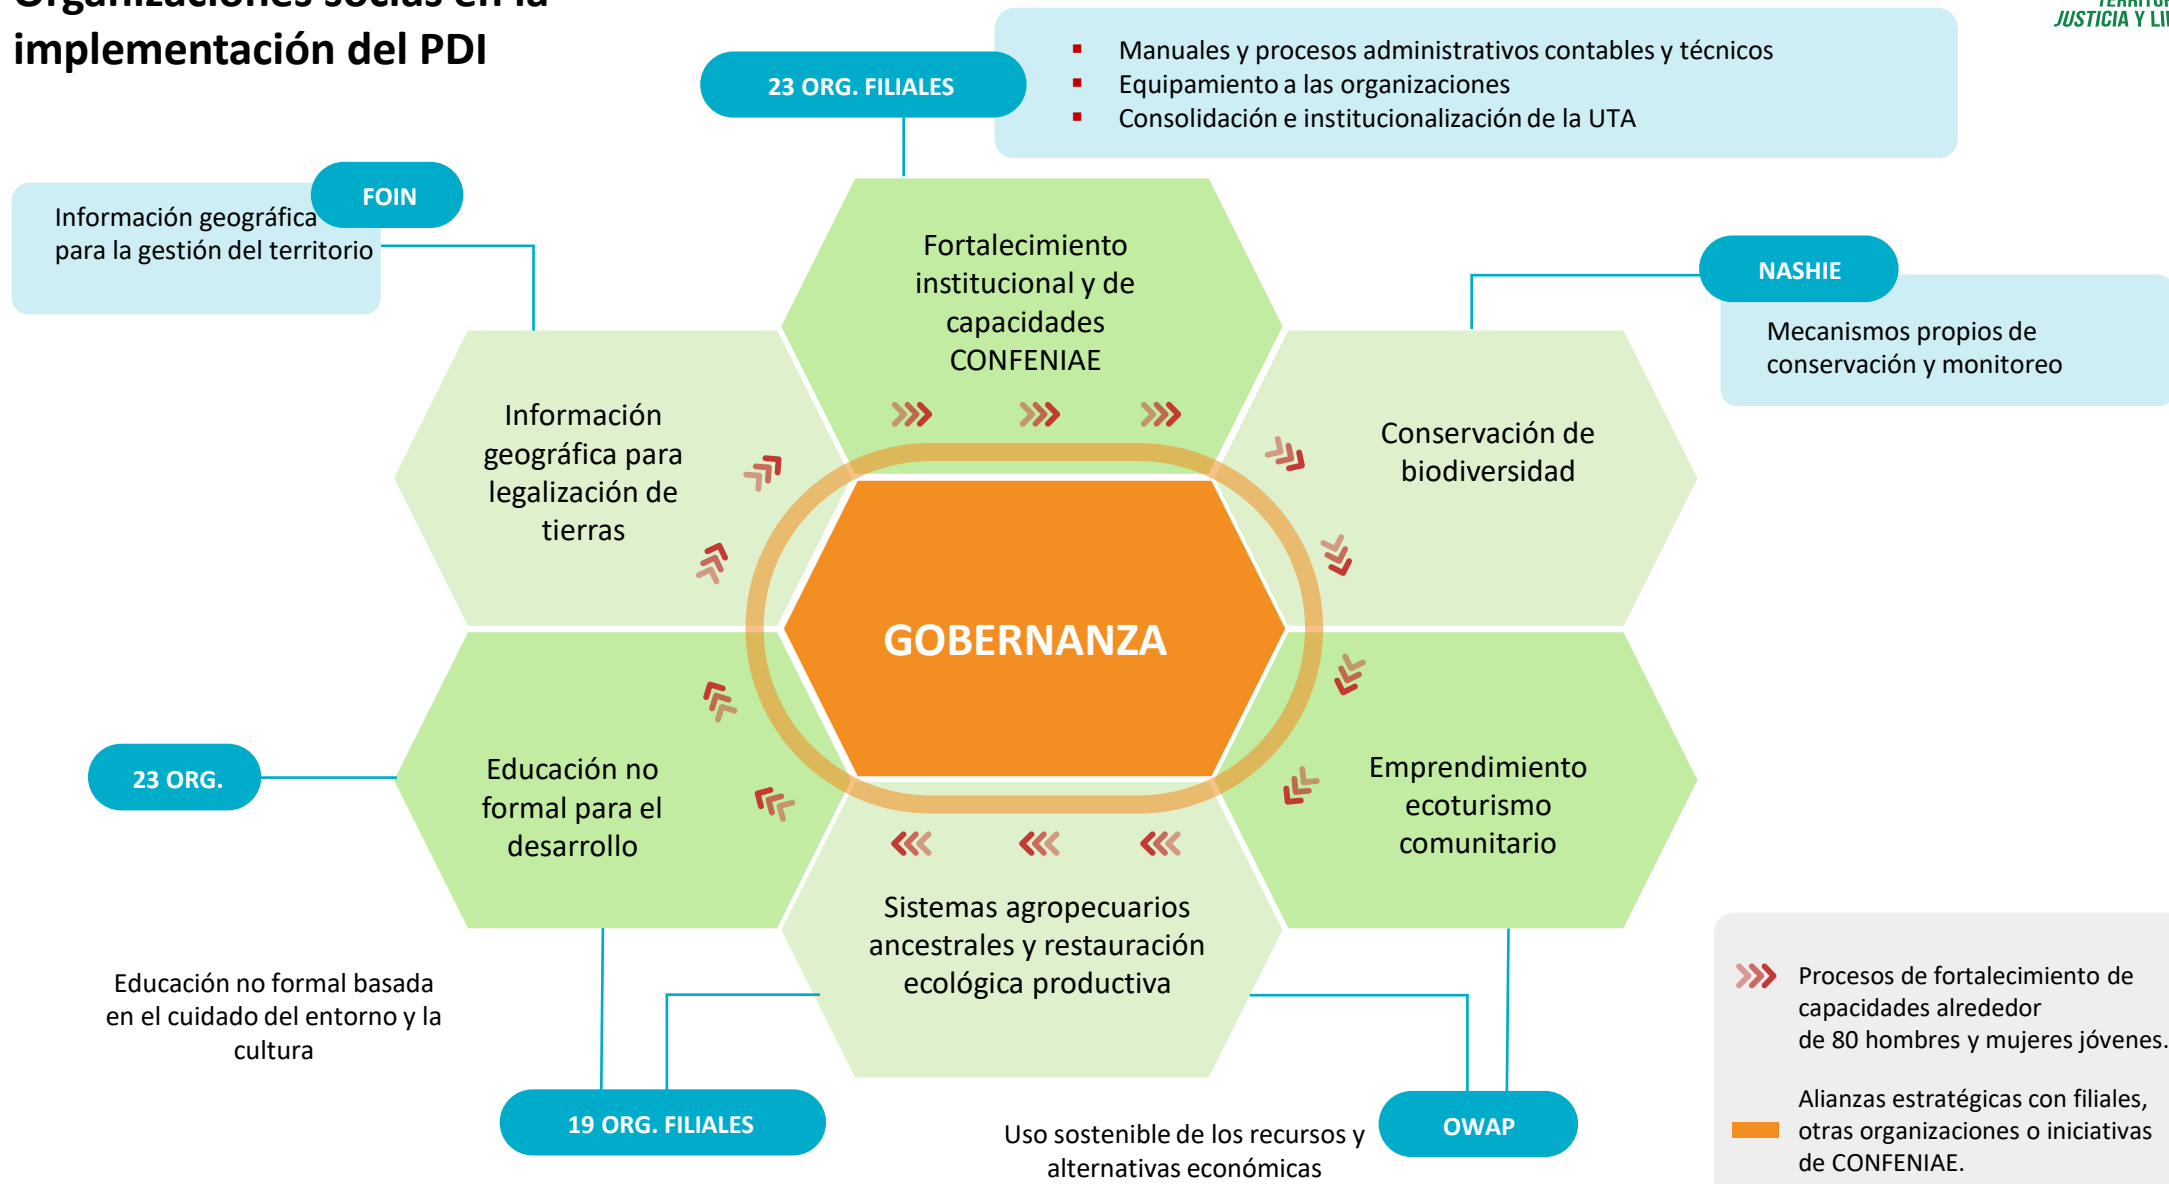 Organizaciones socias en la
implementación del PDI
JUSTICIA Y
23 ORG. FILIALES
▪ Manuales y procesos administrativos contables y técnicos
▪ Equipamiento a las organizaciones
▪ Consolidación e institucionalización de la UTA
FOIN
Información geográfica
para la gestión del territorio
NASHIE
Mecanismos propios de
conservación y monitoreo
Fortalecimiento
institucional y de
capacidades
CONFENIAE
Información
geográfica para
legalización de
tierras
Conservación de
biodiversidad
GOBERNANZA
23 ORG.
Educación no
formal para el
desarrollo
Emprendimiento
ecoturismo
comunitario
Sistemas agropecuarios
ancestrales y restauración
ecológica productiva
Educación no formal basada
en el cuidado del entorno y la
cultura
19 ORG. FILIALES
Uso sostenible de los recursos y
alternativas económicas
OWAP
Procesos de fortalecimiento de
capacidades alrededor
de 80 hombres y mujeres jóvenes.
Alianzas estratégicas con filiales,
otras organizaciones o iniciativas
de CONFENIAE.